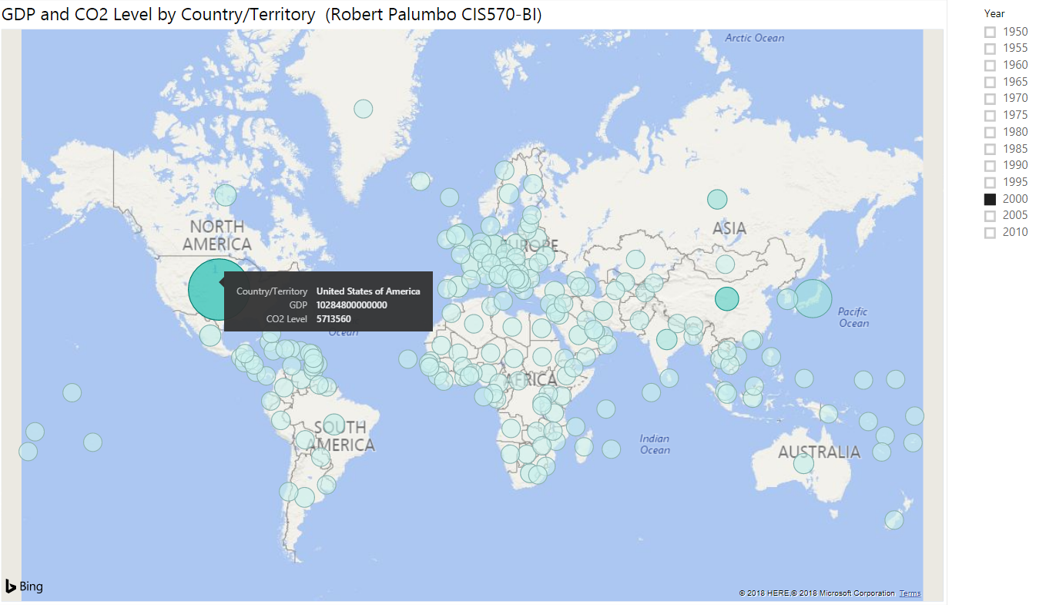 GDP and CO2 Level by Country/Territory (Robert Palumbo CIS570-BI)
Year
1950
1955
1960
1965
1970
1975
1980
1985
1990
1995
2000
2005
2010
Arctic Ocean
NORTH
AMERICA
EUROPE
ASIA
Country/Territory United States of America
GDP 10284800000000
CO2 Level 5713560
Ocean
Pacific
Ocean
AFRICA
SOUTH
AMERICA
Indian
Ocean
AUSTRALIA
Bing
© 2018 HERE,© 2018 Microsoft Corporation Terms